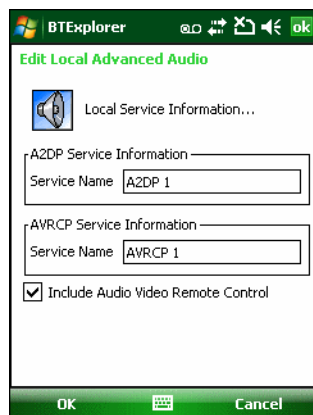 BTExplorer ok
Edit Local Advanced Audio
Local Service Information...
A2DP Service Information
Service Name A2DP 1
AVRCP Service Information
Service Name AVRCP 1
Include Audio Video Remote Control
OK Cancel